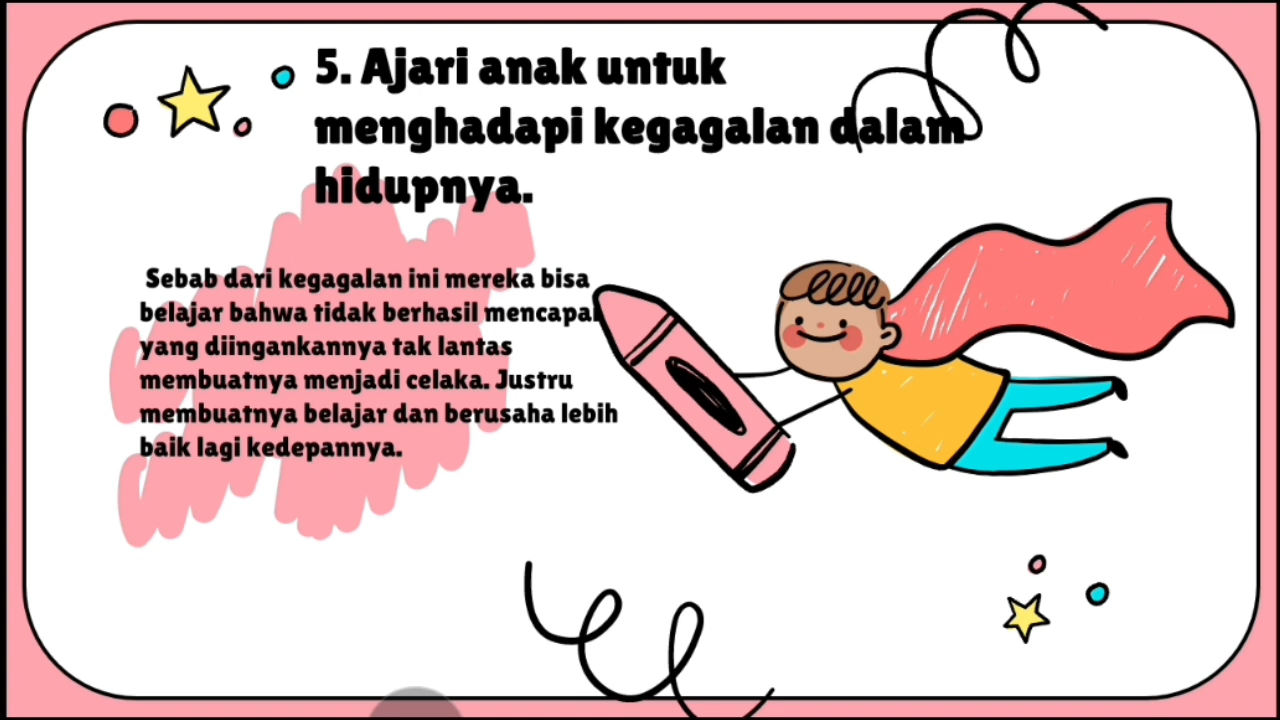 5. Ajari anak untuk
menghadapi kegagalan dalam
hidupnya.
Sebab dari kegagalan ini mereka bisa
belajar bahwa tidak berhasil mencapai
yang diingankannya tak lantas
membuatnya menjadi celaka. Justru
membuatnya belajar dan berusaha lebih
baik lagi kedepannya.